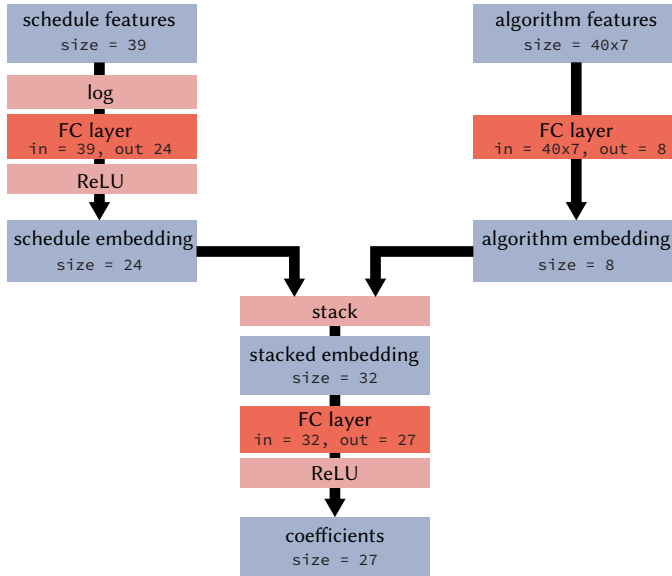 schedule features
size = 39
log
FC layer
in = 39, out 24
ReLU
schedule embedding
size = 24
algorithm features
size = 40x7
FC layer
in = 40x7, out = 8
algorithm embedding
size = 8
stack
stacked embedding
size = 32
FC layer
in = 32, out = 27
ReLU
coefficients
size = 27